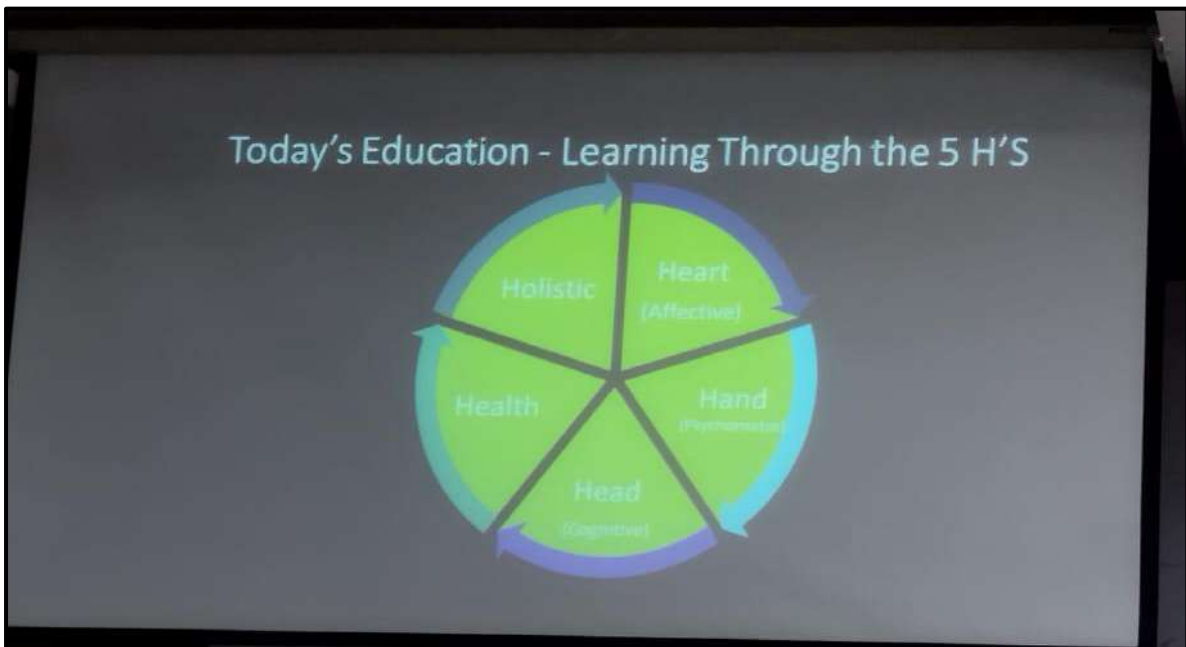 Today's Education - Learning Through the 5 H'S
Heart
(Affective)
Hand
(Psychomotor)
Head
(Cognitive)
Health
Holistic